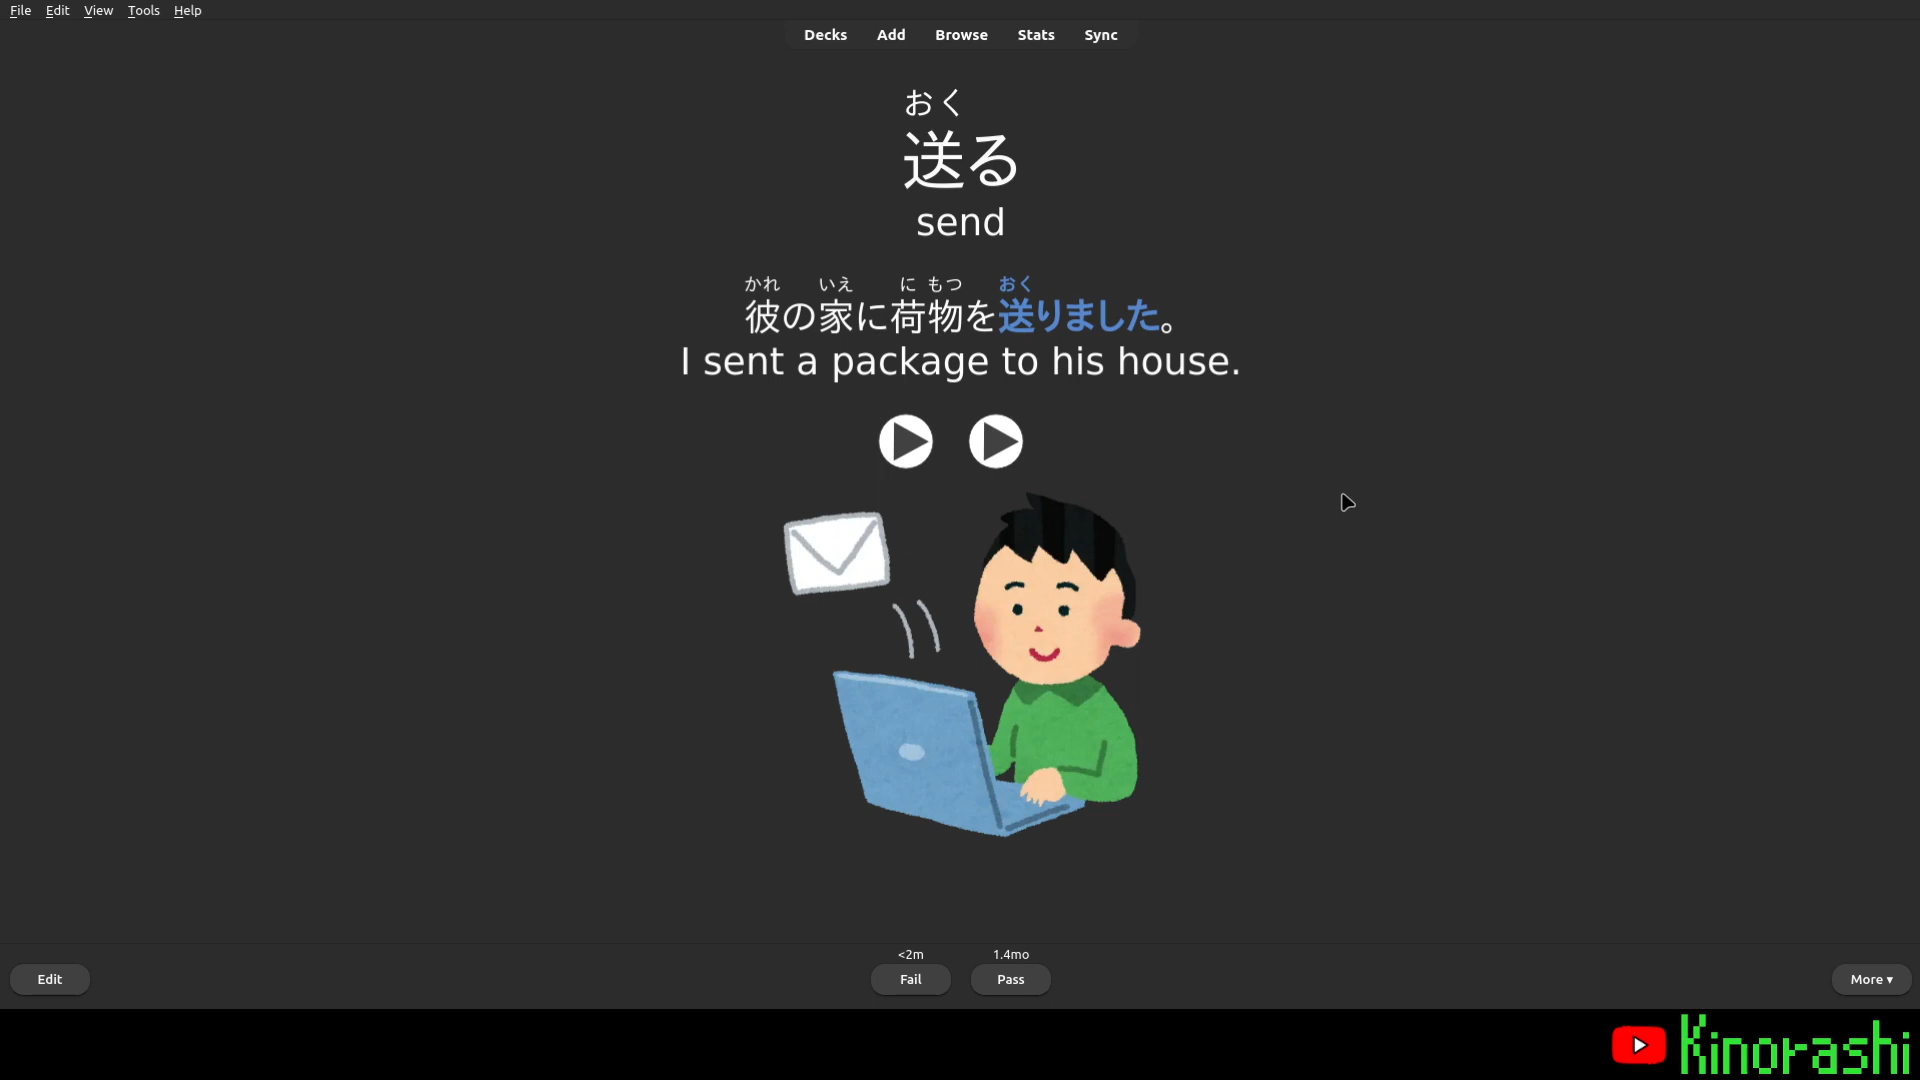 File Edit View Tools Help
Decks Add Browse Stats Sync
おく
送る
send
かれ いえ に もつ おく
彼の家に荷物を送りました。
I sent a package to his house.
<2m 1.4mo
Edit Fail Pass More ▾
Kinorashi